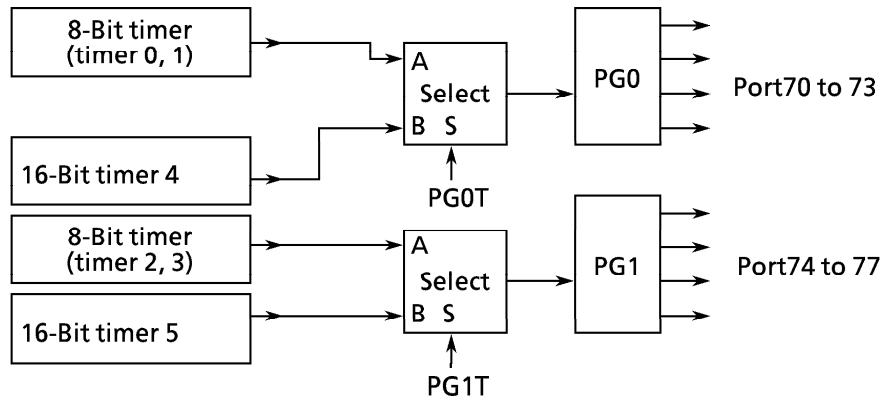 8-Bit timer
(timer 0, 1)
A
Select
B S
PG0T
PG0
Port70 to 73
16-Bit timer 4
8-Bit timer
(timer 2, 3)
A
Select
B S
PG1T
PG1
Port74 to 77
16-Bit timer 5